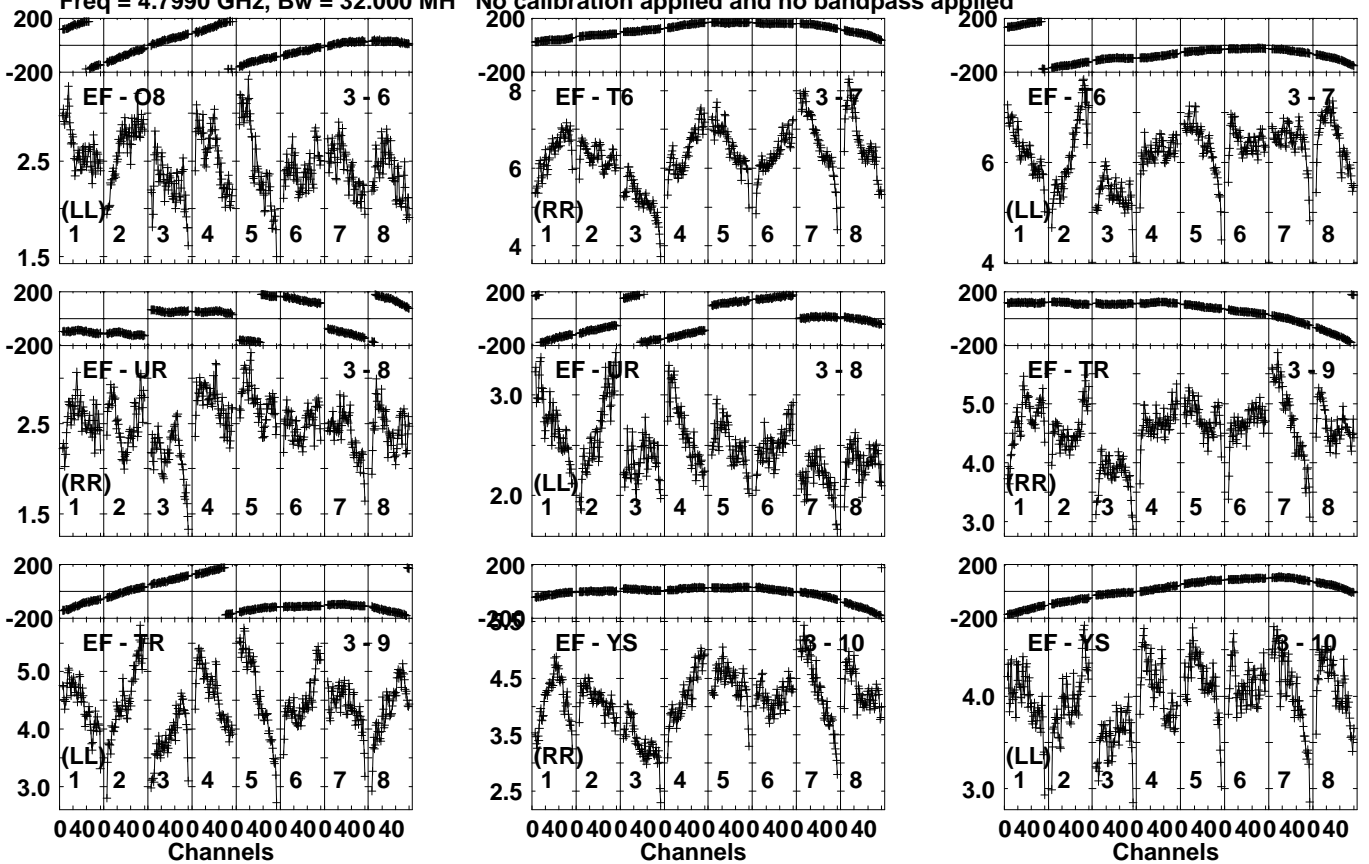 Freq = 4.7990 GHz, Bw = 32.000 MH No calibration applied and no bandpass applied
200 200 200
-200 -200
EF - O8 3 - 6 8 EF - T6 3 - 7 EF - T6 3 - 7
2.5 6 6
(LL) (RR) (LL)
1 2 3 4 5 6 7 8 1 2 3 4 5 6 7 8 1 2 3 4 5 6 7 8
1.5 4 4
200 200 200
-200 -200 -200
EF - UR 3 - 8 EF - UR 3 - 8 EF - TR 3 - 9
3.0 5.0
2.5 4.0
(RR) (LL) (RR)
2.0
1 2 3 4 5 6 7 8 1 2 3 4 5 6 7 8 1 2 3 4 5 6 7 8
1.5 3.0
200 200 200
-200 -200 5.5 -200
EF - TR 3 - 9 EF - YS 3 - 10 EF - YS 3 - 10
5.0 4.5 4.0
4.0 3.5
(LL) (RR) (LL)
3.0 1 2 3 4 5 6 7 8 2.5 1 2 3 4 5 6 7 8 3.0 1 2 3 4 5 6 7 8
0 40 0 40 0 40 0 40 0 40 0 40 0 40 0 40 0 40 0 40 0 40 0 40 0 40 0 40 0 40 0 40 0 40 0 40 0 40 0 40 0 40 0 40 0 40 0 40
Channels Channels Channels